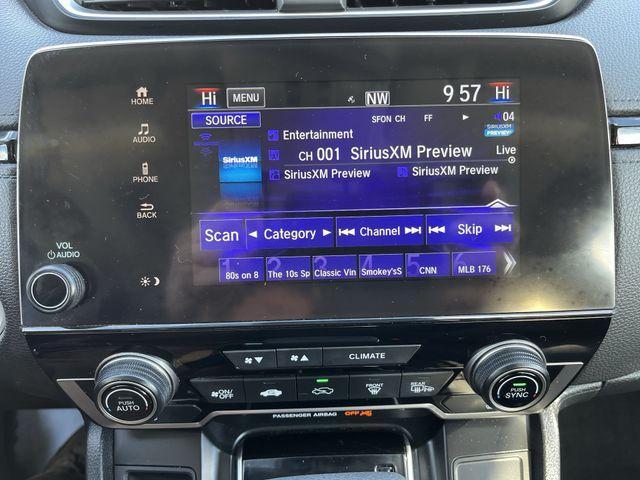 HOME
AUDIO
PHONE
BACK
VOL
AUDIO
Hi MENU NW 9 57 Hi
SOURCE SFON CH FF 04
SiriusXM Entertainment SIRIUSXM PREVIEW
CH 001 SiriusXM Preview Live
SiriusXM Preview SiriusXM Preview
Scan Category Channel Skip
1 2 3 4 5 6
80s on 8 The 10s Sp Classic Vin Smokey'sS CNN MLB 176
CLIMATE
ON/OFF FRONT REAR
PUSH AUTO
PUSH SYNC
PASSENGER AIRBAG OFF